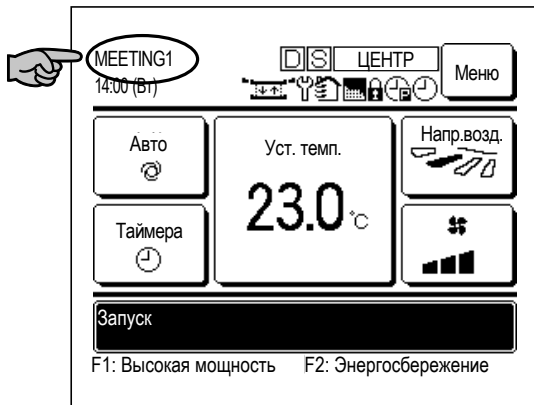 MEETING1
14:00 (Вт)
D S ЦЕНТР
Меню
Авто
Уст. темп.
Напр.возд.
23.0 °C
Таймера
Запуск
F1: Высокая мощность F2: Энергосбережение